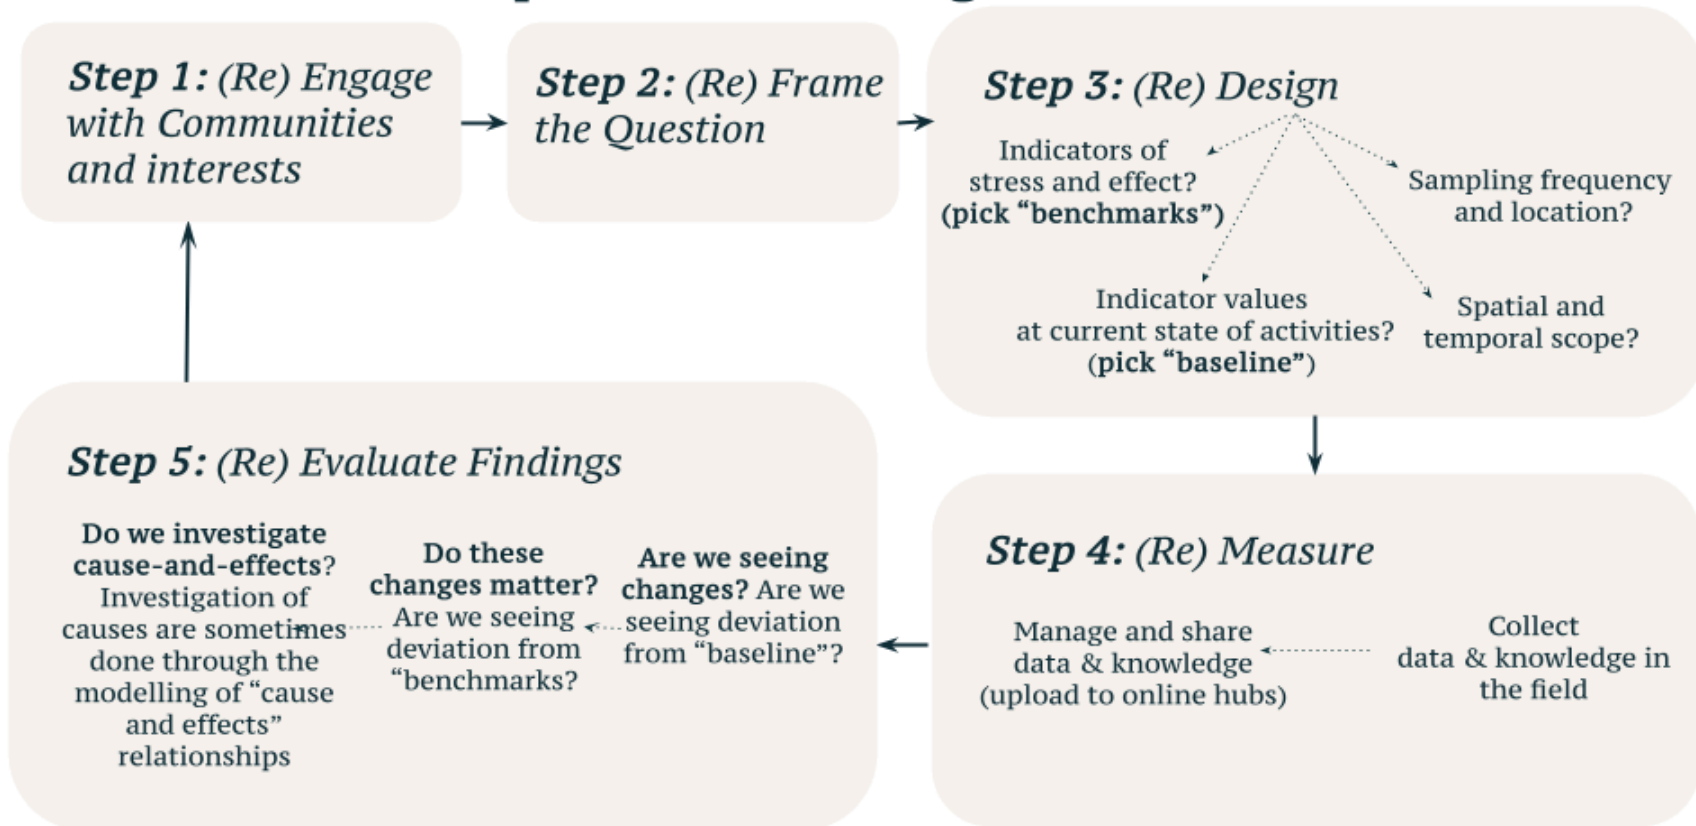 Step 1: (Re) Engage
with Communities
and interests
Step 2: (Re) Frame
the Question
Step 3: (Re) Design
Indicators of
stress and effect?
(pick “benchmarks”)
Sampling frequency
and location?
Indicator values
at current state of activities?
(pick “baseline”)
Spatial and
temporal scope?
Step 4: (Re) Measure
Collect
data & knowledge in
the field
Manage and share
data & knowledge
(upload to online hubs)
Step 5: (Re) Evaluate Findings
Are we seeing
changes? Are we
seeing deviation
from “baseline”?
Do these
changes matter?
Are we seeing
deviation from
“benchmarks?
Do we investigate
cause-and-effects?
Investigation of
causes are sometimes
done through the
modelling of “cause
and effects”
relationships